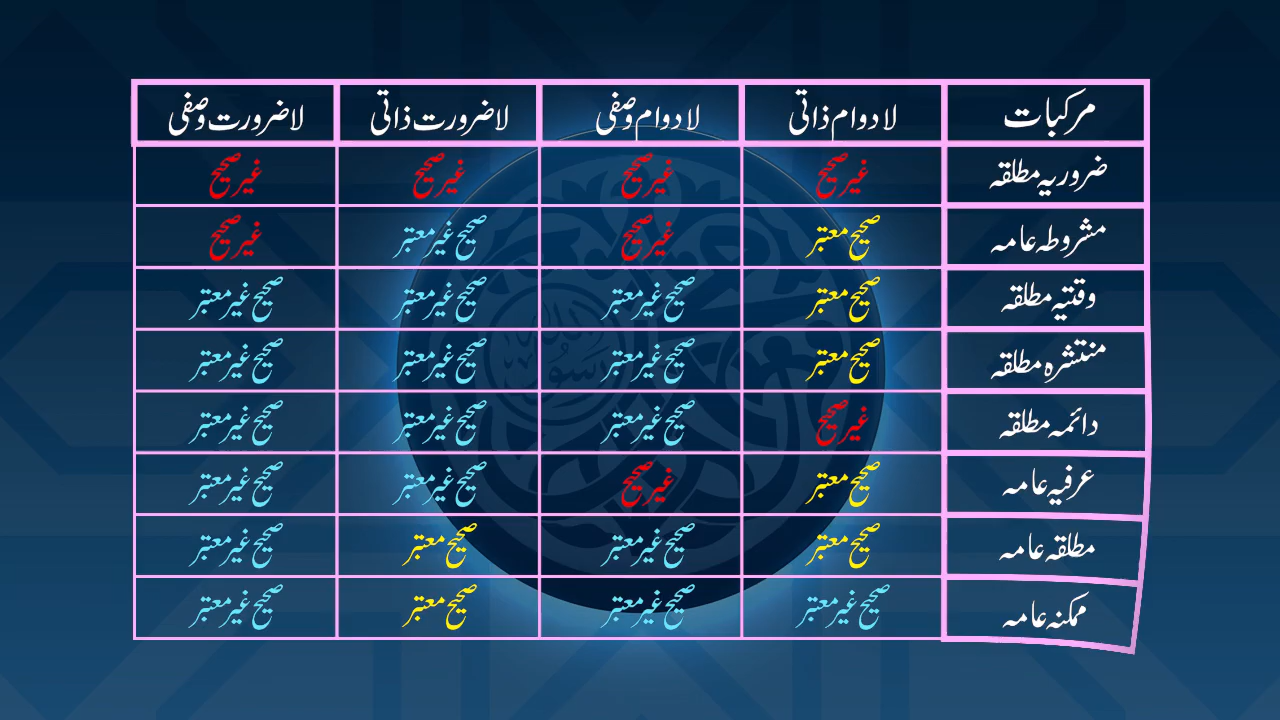 مرکبات لادوام ذاتی لادوام وصفی لاضرورت ذاتی لاضرورت وصفی
ضروریہ مطلقہ غیر صحیح غیر صحیح غیر صحیح غیر صحیح
مشروطہ عامہ صحیح معتبر غیر صحیح صحیح غیر معتبر غیر صحیح
وقتیہ مطلقہ صحیح معتبر صحیح غیر معتبر صحیح غیر معتبر صحیح غیر معتبر
منتشرہ مطلقہ صحیح معتبر صحیح غیر معتبر صحیح غیر معتبر صحیح غیر معتبر
دائمہ مطلقہ غیر صحیح صحیح غیر معتبر صحیح غیر معتبر صحیح غیر معتبر
عرفیہ عامہ صحیح معتبر غیر صحیح صحیح غیر معتبر صحیح غیر معتبر
مطلقہ عامہ صحیح معتبر صحیح غیر معتبر صحیح معتبر صحیح غیر معتبر
ممکنہ عامہ صحیح غیر معتبر صحیح غیر معتبر صحیح معتبر صحیح غیر معتبر